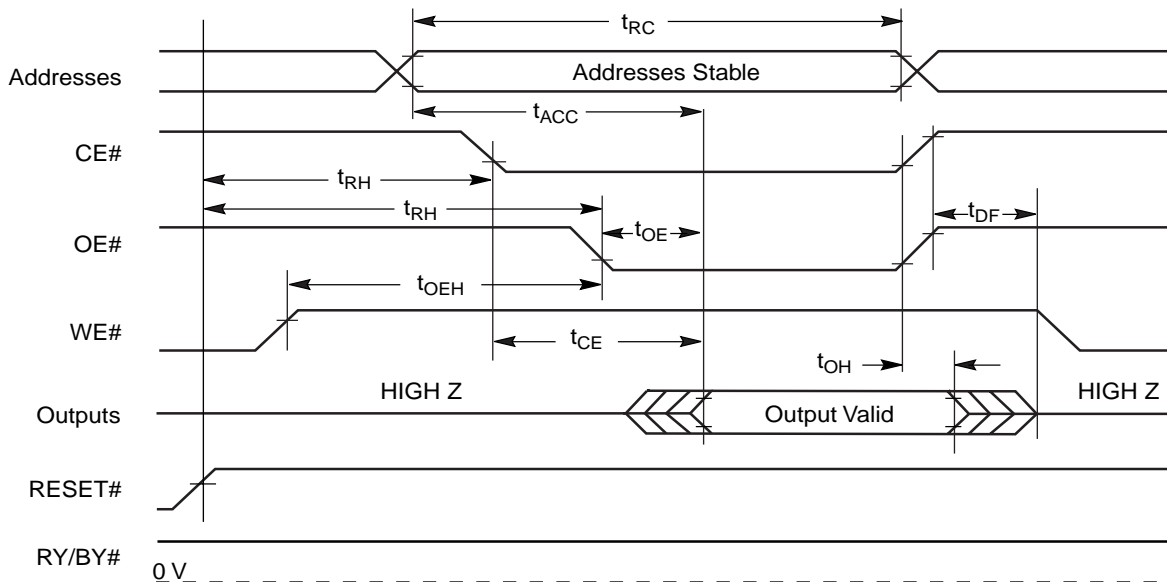 tRC
Addresses
Addresses Stable
tACC
CE#
tRH
tRH
tDF
OE#
tOE
tOEH
WE#
tCE
tOH
HIGH Z
HIGH Z
Outputs
Output Valid
RESET#
RY/BY#
0 V